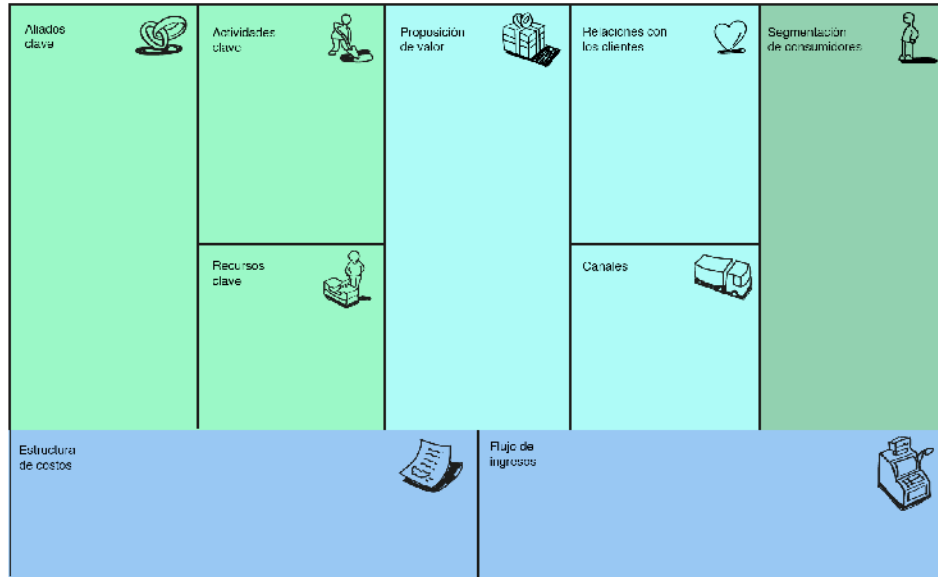 Aliados
clave
Actividades
clave
Proposición
de valor
Relaciones con
los clientes
Segmentación
de consumidores
Recursos
clave
Canales
Estructura
de costos
Flujo de
ingresos